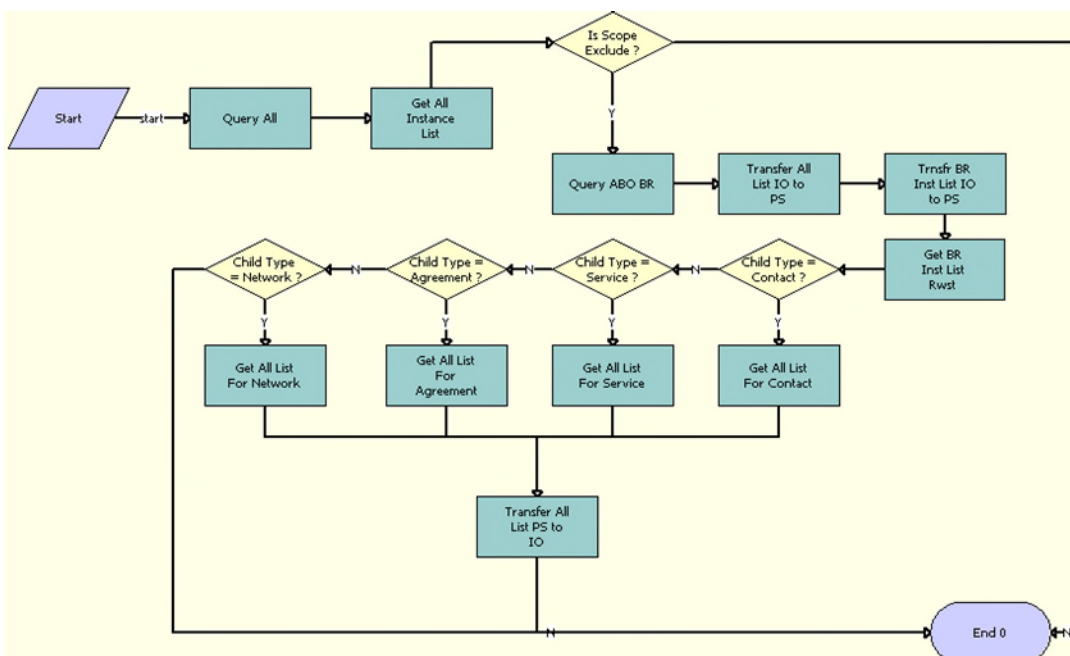 Is Scope
Exclude ?
Start
start
Query All
Get All
Instance
List
Y
Query ABO BR
Transfer All
List IO to
PS
Trnsfr BR
Inst List IO
to PS
Child Type
= Network ?
N
Child Type =
Agreement ?
N
Child Type =
Service ?
N
Child Type =
Contact ?
Get BR
Inst List
Rwst
Y
Y
Y
Y
Get All List
For Network
Get All List
For
Agreement
Get All List
For Service
Get All List
For Contact
Transfer All
List PS to
IO
N
End 0
N